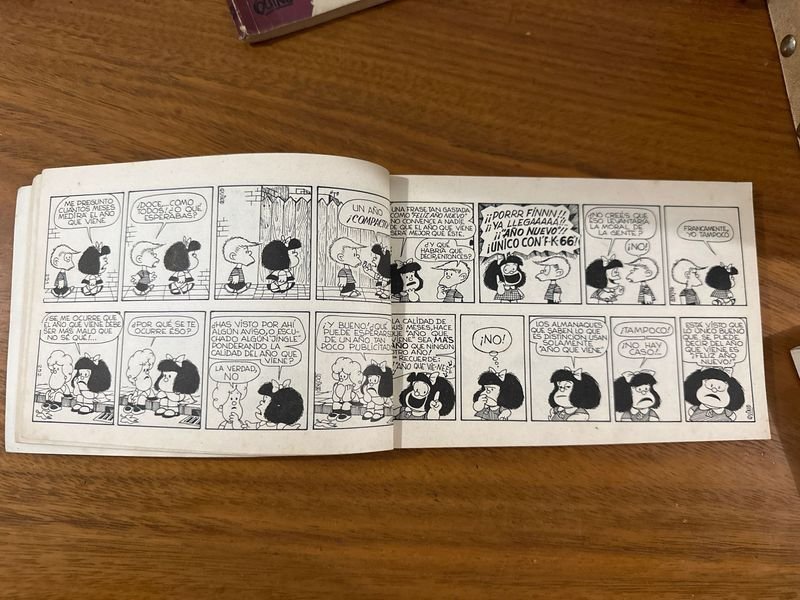 QUINO
ME PREGUNTO
CUÁNTOS MESES
MEDIRÁ EL AÑO
QUE VIENE
¿DOCE...CÓMO
TODOS; ¿O QUÉ
ESPERABAS?
UN AÑO
¡COMPACTO!
¡SE ME OCURRE QUE
EL AÑO QUE VIENE DEBE
SER MÁS MALO QUE
NO SÉ QUÉ!...
¿POR QUÉ SE TE
OCURRE ESO?
¿HAS VISTO POR AHÍ
ALGÚN AVISO, O ESCU-
CHADO ALGÚN "JINGLE"
PONDERANDO LA
CALIDAD DEL AÑO QUE
VIENE?
LA VERDAD,
NO
¡Y BUENO! ¿QUÉ
PUEDE ESPERARSE
DE UN AÑO TAN
POCO PUBLICITADO
UNA FRASE TAN GASTADA
COMO "FELIZ AÑO NUEVO"
NO CONVENCE A NADIE
DE QUE EL AÑO QUE VIENE
SERÁ MEJOR QUE ÉSTE
¿Y QUÉ
HABRÍA QUE
DECIR, ENTONCES?
¡¡PORRR FÍNNN!!
¡¡YA LLEGAAAAÁ!!
¡¡"AÑO NUEVO"!!
¡ÚNICO CON "F-K-66"!
¿NO CREÉS QUE
ESO LEVANTARÍA
LA MORAL DE
LA GENTE?
¡NO!
FRANCAMENTE,
YO TAMPOCO
LA CALIDAD DE
SUS MESES, HACE
QUE "AÑO QUE
VIENE" SEA MÁS
AÑO QUE NINGÚN
OTRO AÑO!
RECUERDE:
"AÑO QUE VIE-NE"
¡NO!
LOS ALMANAQUES
QUE SABEN LO QUE
ES DISTINCIÓN USAN
SOLAMENTE
"AÑO QUE VIENE"
¡TAMPOCO!
¡NO HAY
CASO!
ESTÁ VISTO QUE
LO ÚNICO BUENO
QUE SE PUEDE
DECIR DEL AÑO
QUE VIENE ES
"¡FELIZ AÑO
NUEVO!"